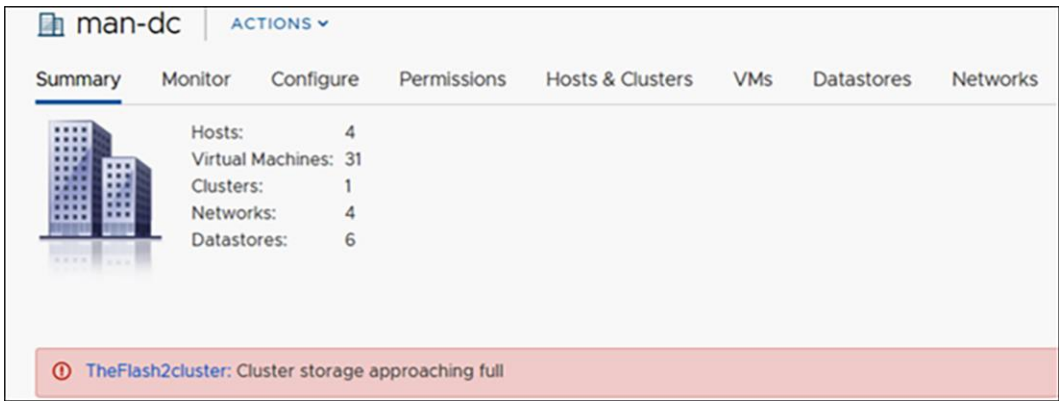 man-dc ACTIONS
Summary Monitor Configure Permissions Hosts & Clusters VMs Datastores Networks
Hosts: 4
Virtual Machines: 31
Clusters: 1
Networks: 4
Datastores: 6
TheFlash2cluster: Cluster storage approaching full